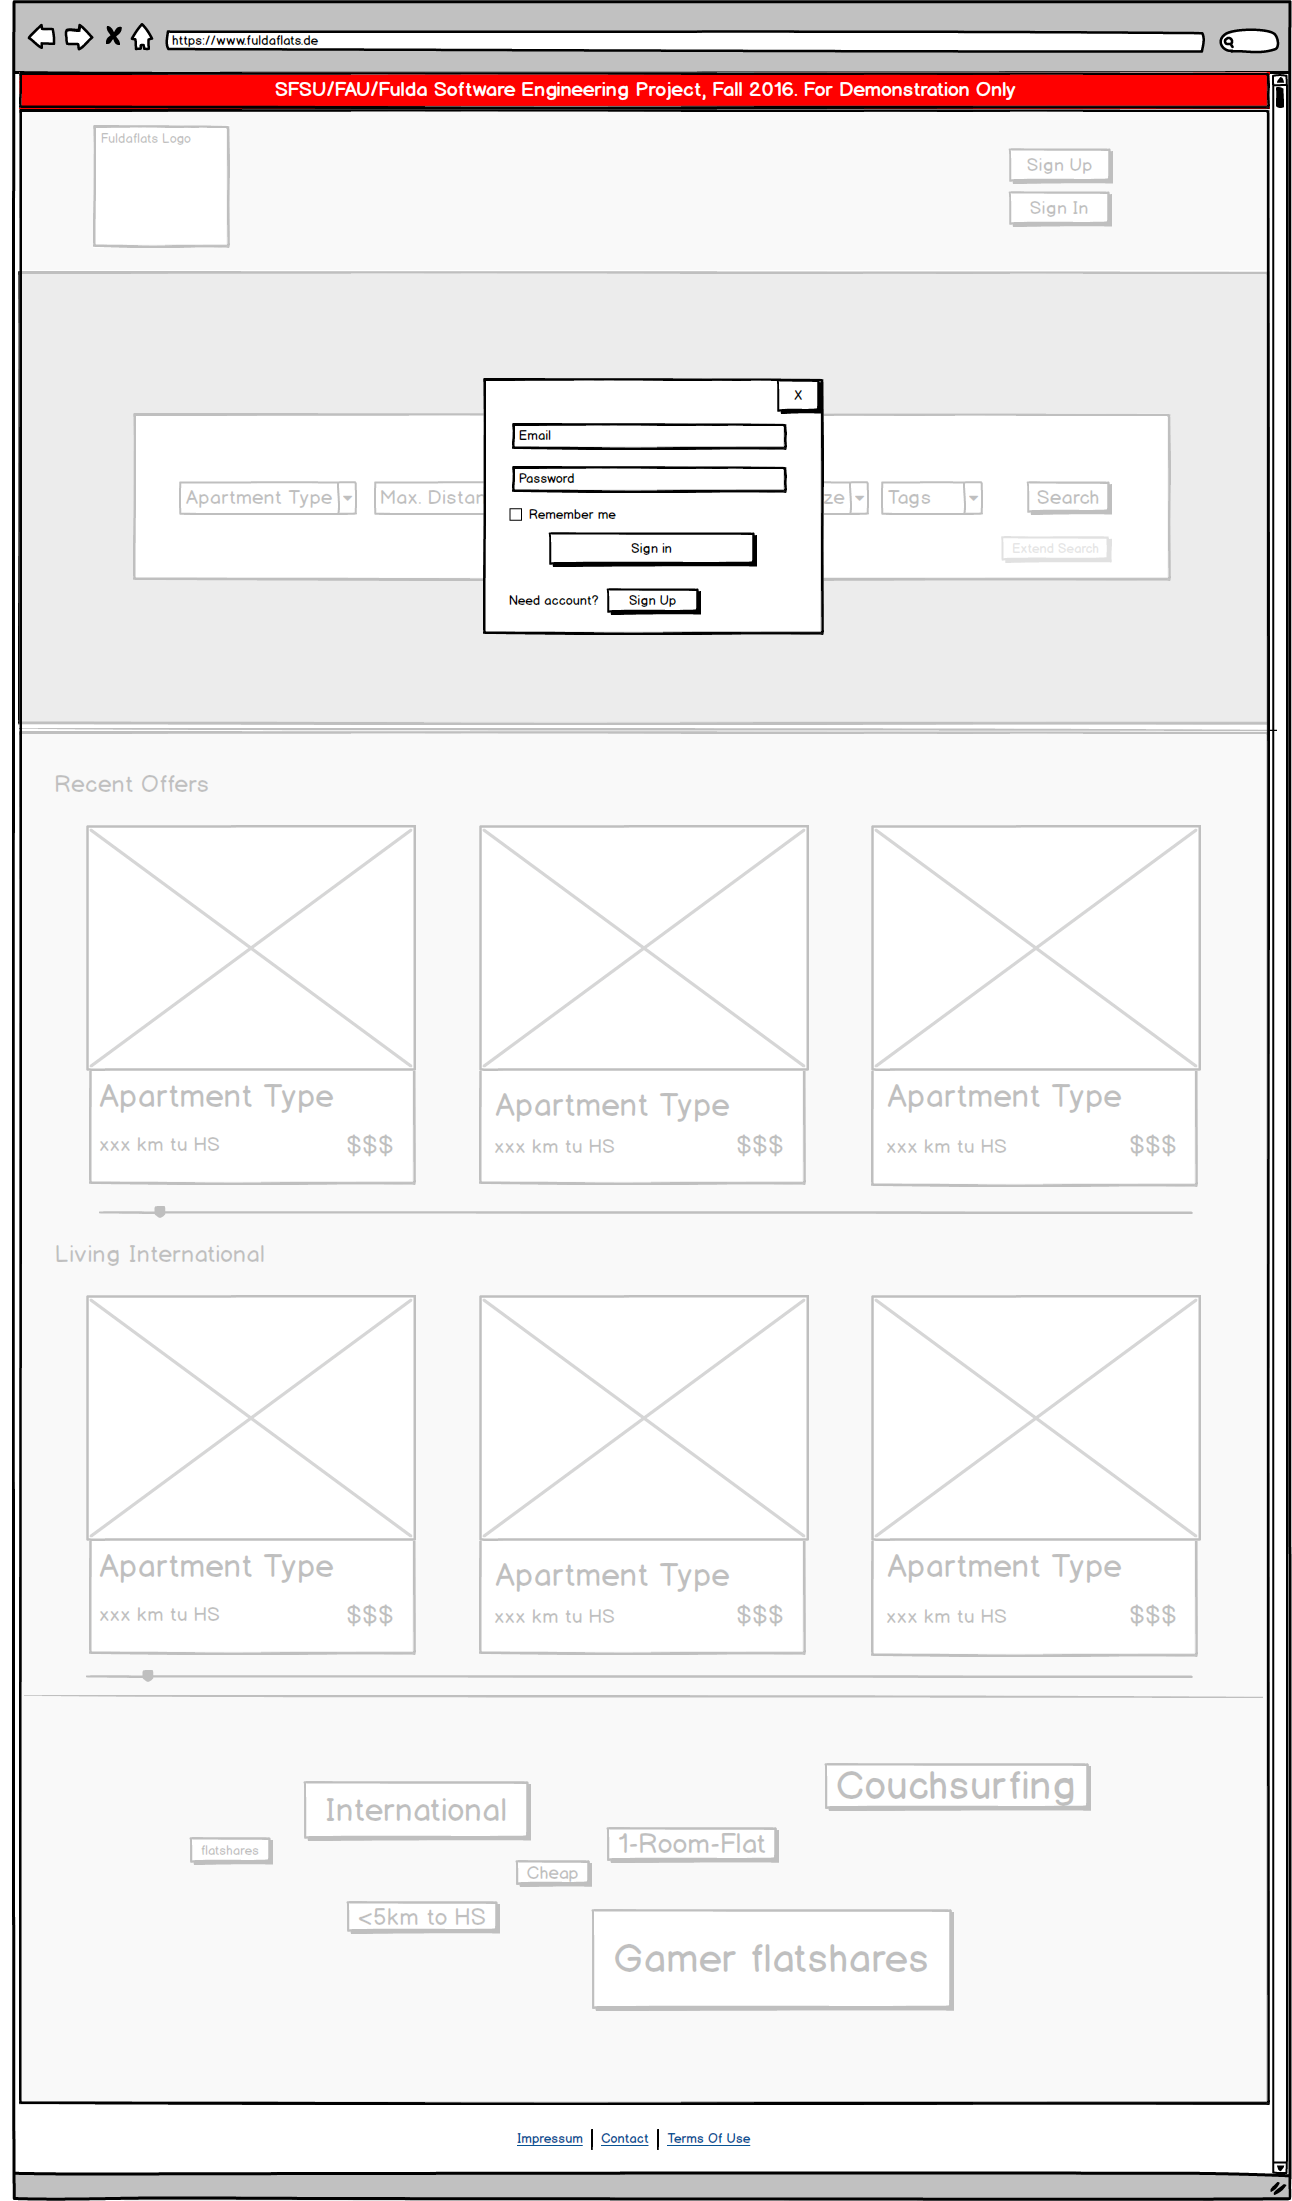 https://www.fuldaflats.de
SFSU/FAU/Fulda Software Engineering Project, Fall 2016. For Demonstration Only
Fuldaflats Logo
Sign Up
Sign In
X
Email
Password
Remember me
Sign in
Need account? Sign Up
Apartment Type Max. Distan ze Tags Search
Extend Search
Recent Offers
Apartment Type Apartment Type Apartment Type
xxx km tu HS $$$ xxx km tu HS $$$ xxx km tu HS $$$
Living International
Apartment Type Apartment Type Apartment Type
xxx km tu HS $$$ xxx km tu HS $$$ xxx km tu HS $$$
Couchsurfing
International
1-Room-Flat
flatshares
Cheap
<5km to HS
Gamer flatshares
Impressum Contact Terms Of Use